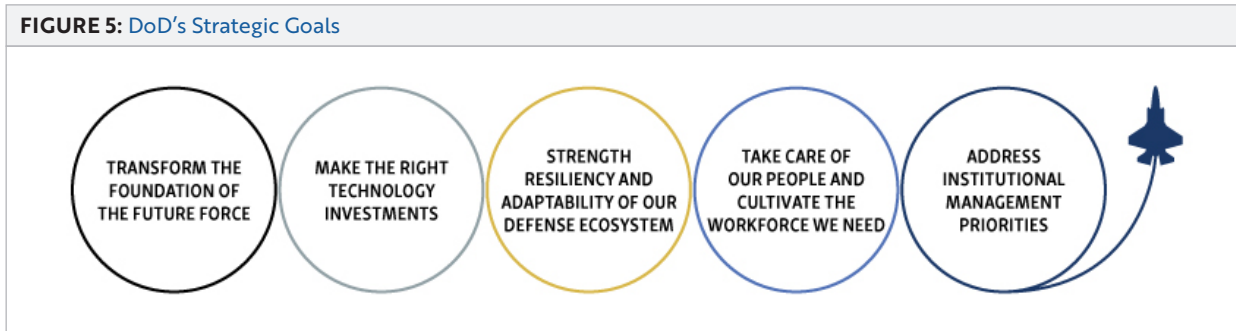 FIGURE 5: DoD's Strategic Goals
TRANSFORM THE
FOUNDATION OF
THE FUTURE FORCE
MAKE THE RIGHT
TECHNOLOGY
INVESTMENTS
STRENGTH
RESILIENCY AND
ADAPTABILITY OF OUR
DEFENSE ECOSYSTEM
TAKE CARE OF
OUR PEOPLE AND
CULTIVATE THE
WORKFORCE WE NEED
ADDRESS
INSTITUTIONAL
MANAGEMENT
PRIORITIES